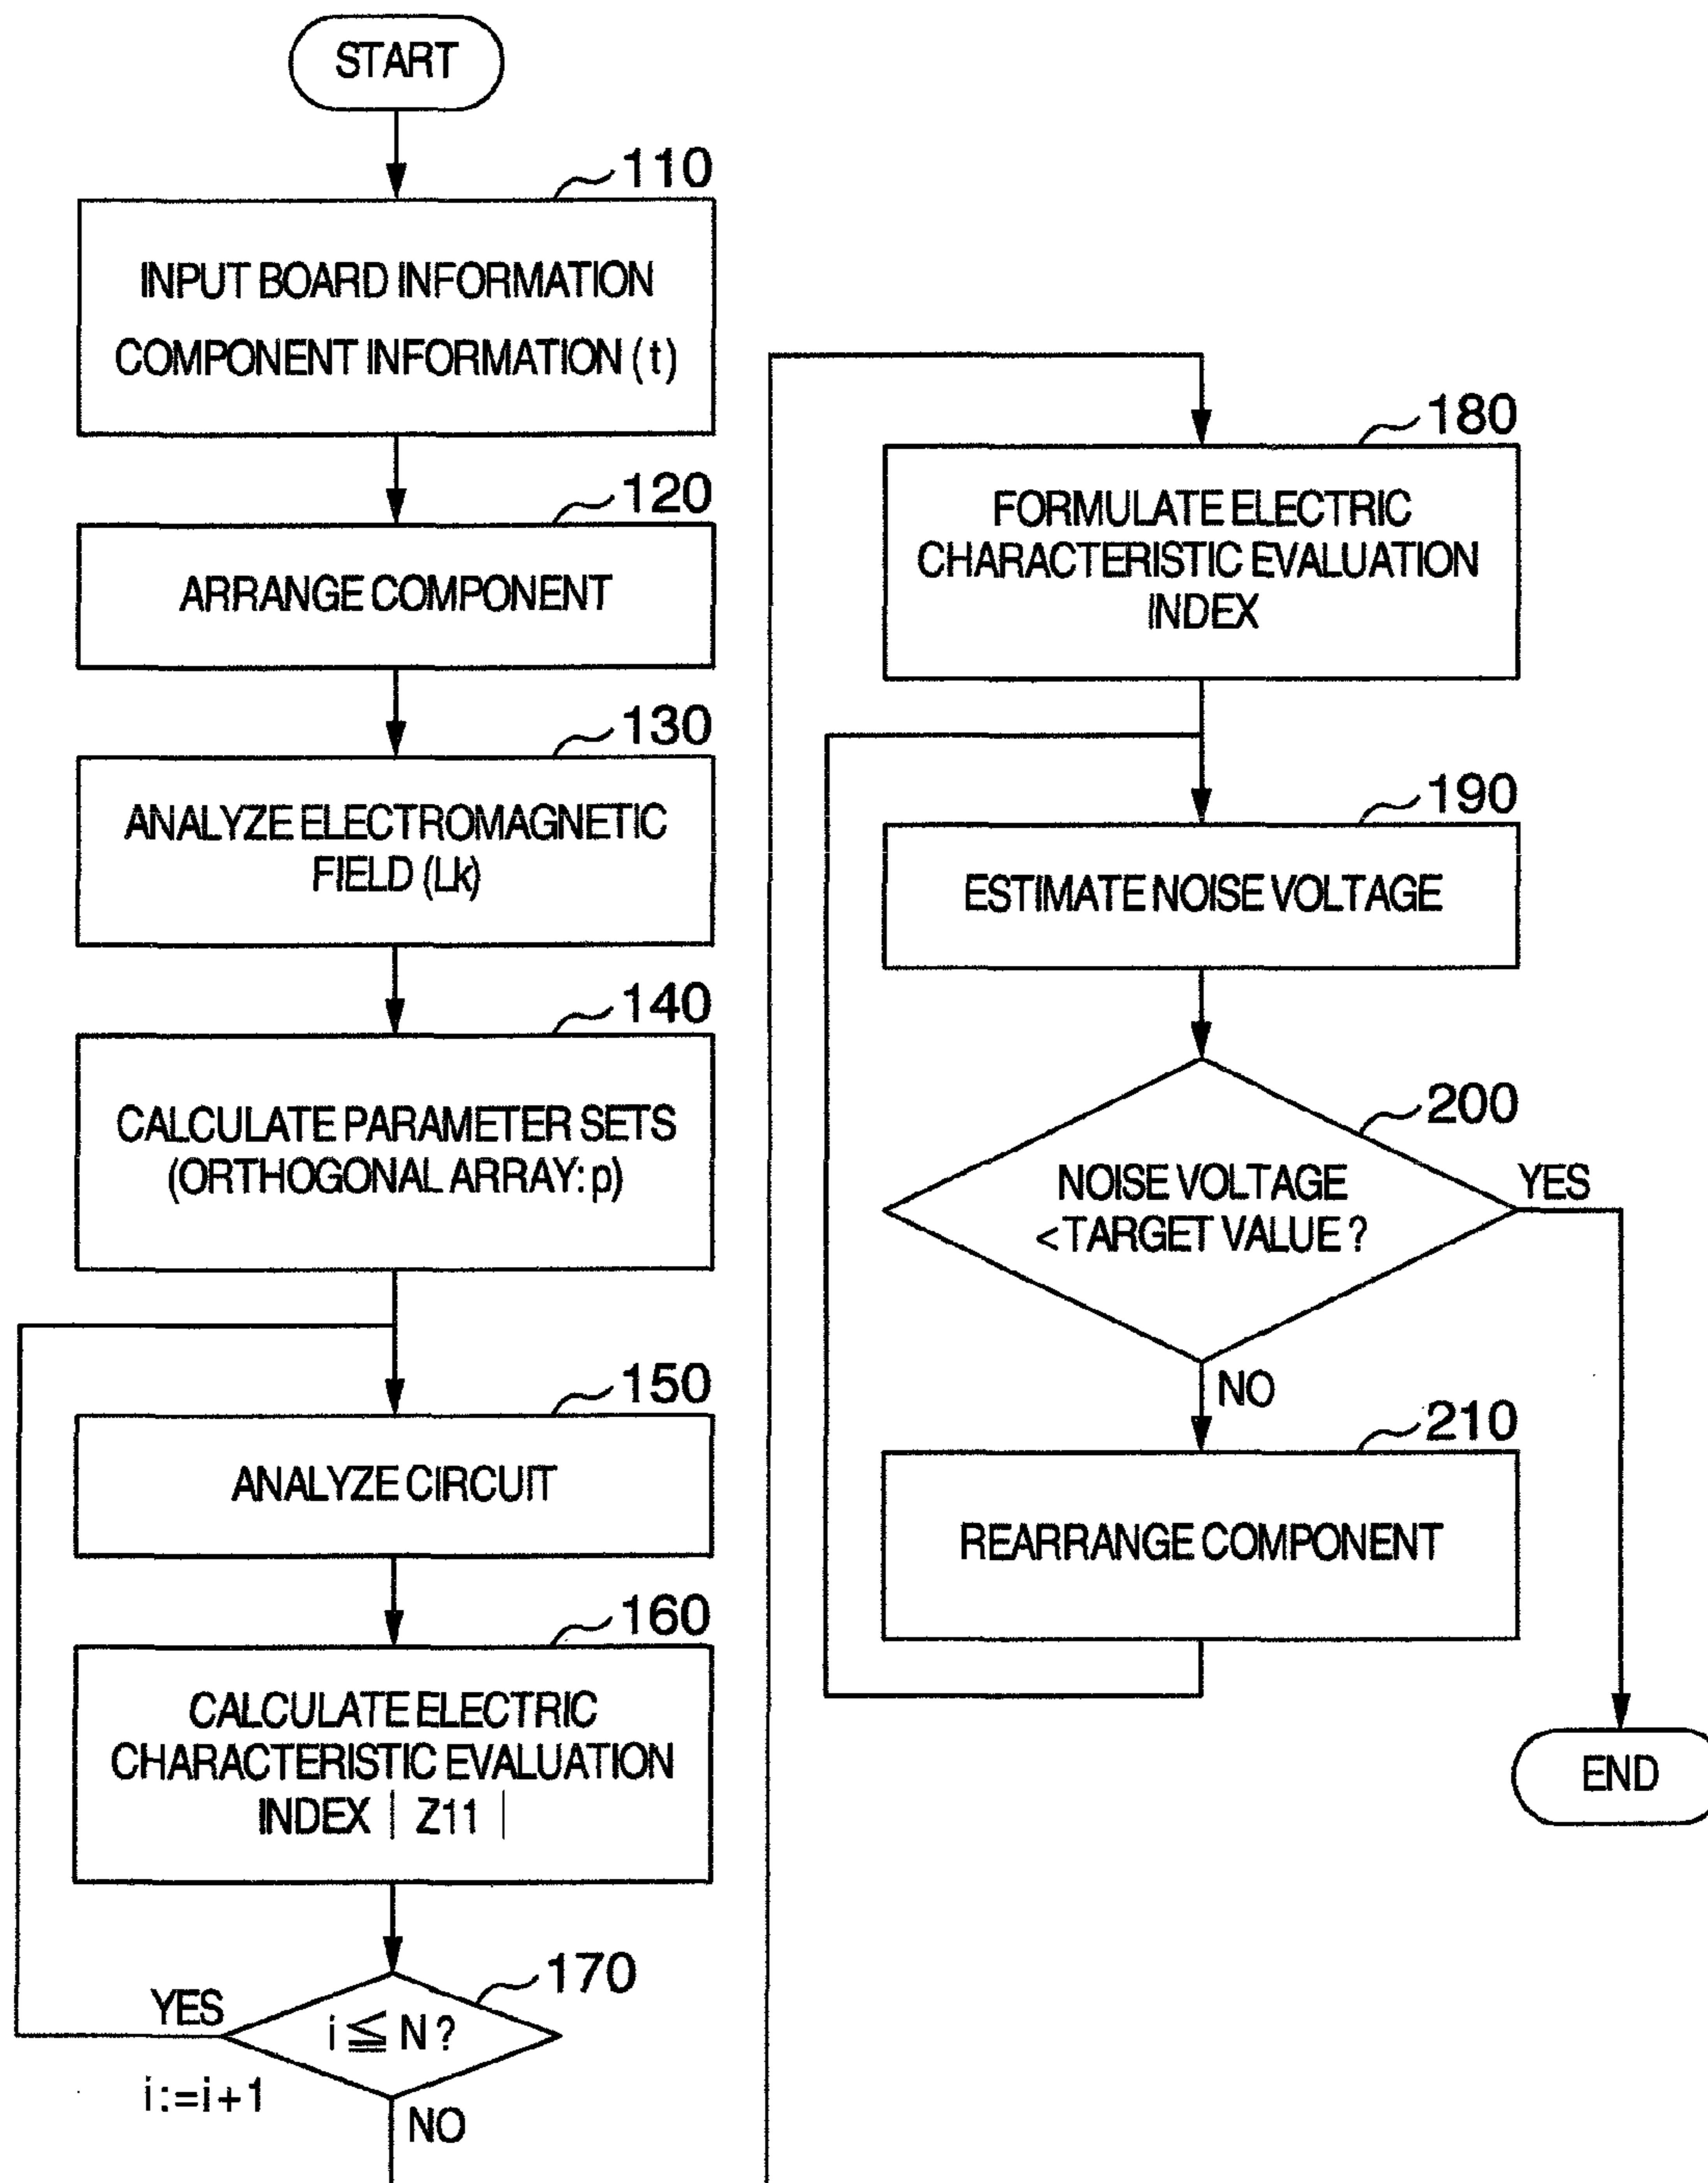 START
110
INPUT BOARD INFORMATION
COMPONENT INFORMATION (t)
120
ARRANGE COMPONENT
130
ANALYZE ELECTROMAGNETIC
FIELD (Lk)
140
CALCULATE PARAMETER SETS
(ORTHOGONAL ARRAY: p)
150
ANALYZE CIRCUIT
160
CALCULATE ELECTRIC
CHARACTERISTIC EVALUATION
INDEX | Z11 |
170
YES
i ≦ N ?
i:=i+1
NO
180
FORMULATE ELECTRIC
CHARACTERISTIC EVALUATION
INDEX
190
ESTIMATE NOISE VOLTAGE
200
NOISE VOLTAGE
<TARGET VALUE ?
YES
NO
210
REARRANGE COMPONENT
END